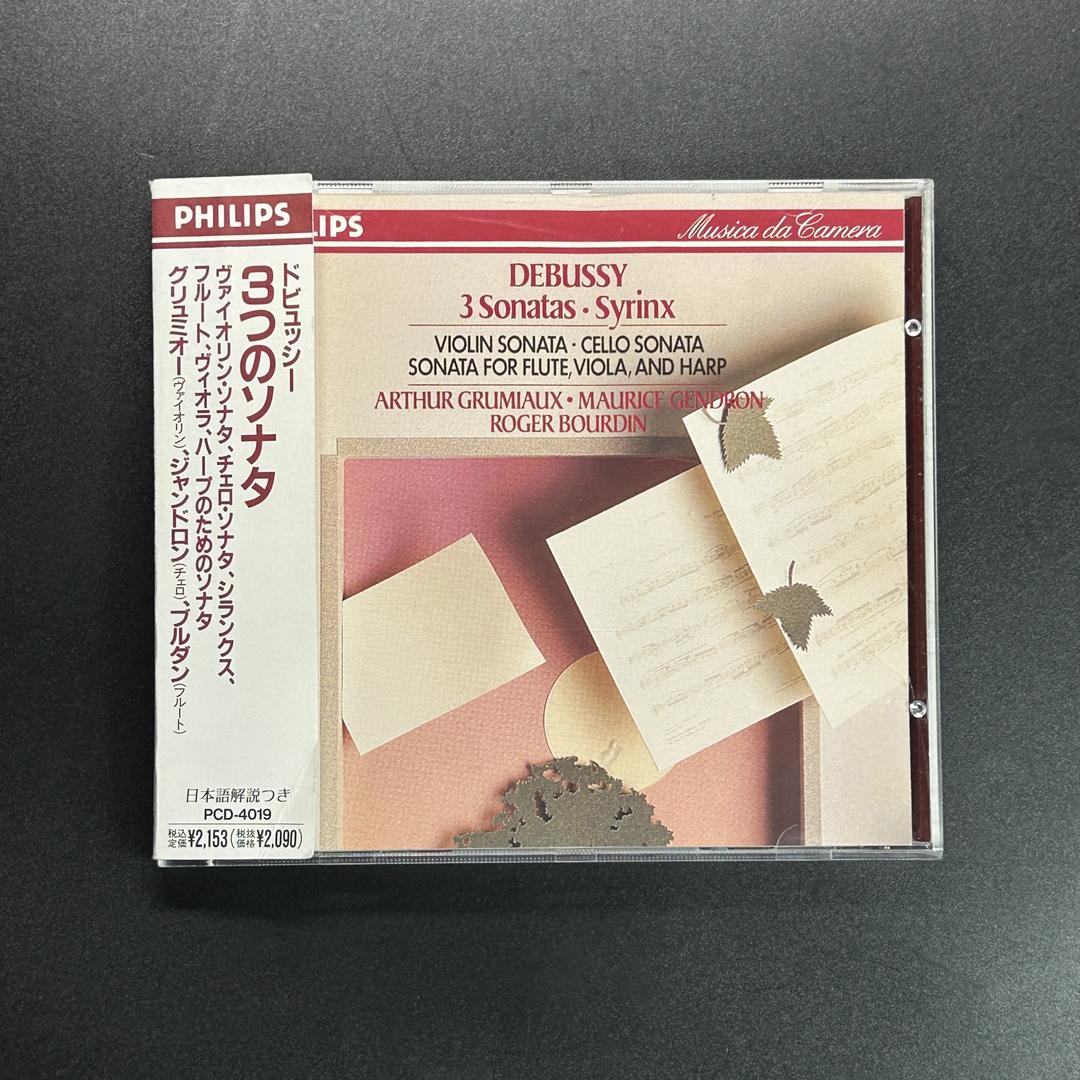 PHILIPS
ドビュッシー
3つのソナタ
ヴァイオリン・ソナタ、チェロ・ソナタ、シランクス、
フルート、ヴィオラ、ハープのためのソナタ
グリュミオー(ヴァイオリン)、ジャンドロン(チェロ)、ブルダン(フルート)
日本語解説つき
PCD-4019
税込定価¥2,153(税抜価格¥2,090)
LIPS
Musica da Camera
DEBUSSY
3 Sonatas · Syrinx
VIOLIN SONATA · CELLO SONATA
SONATA FOR FLUTE, VIOLA, AND HARP
ARTHUR GRUMIAUX • MAURICE GENDRON
ROGER BOURDIN